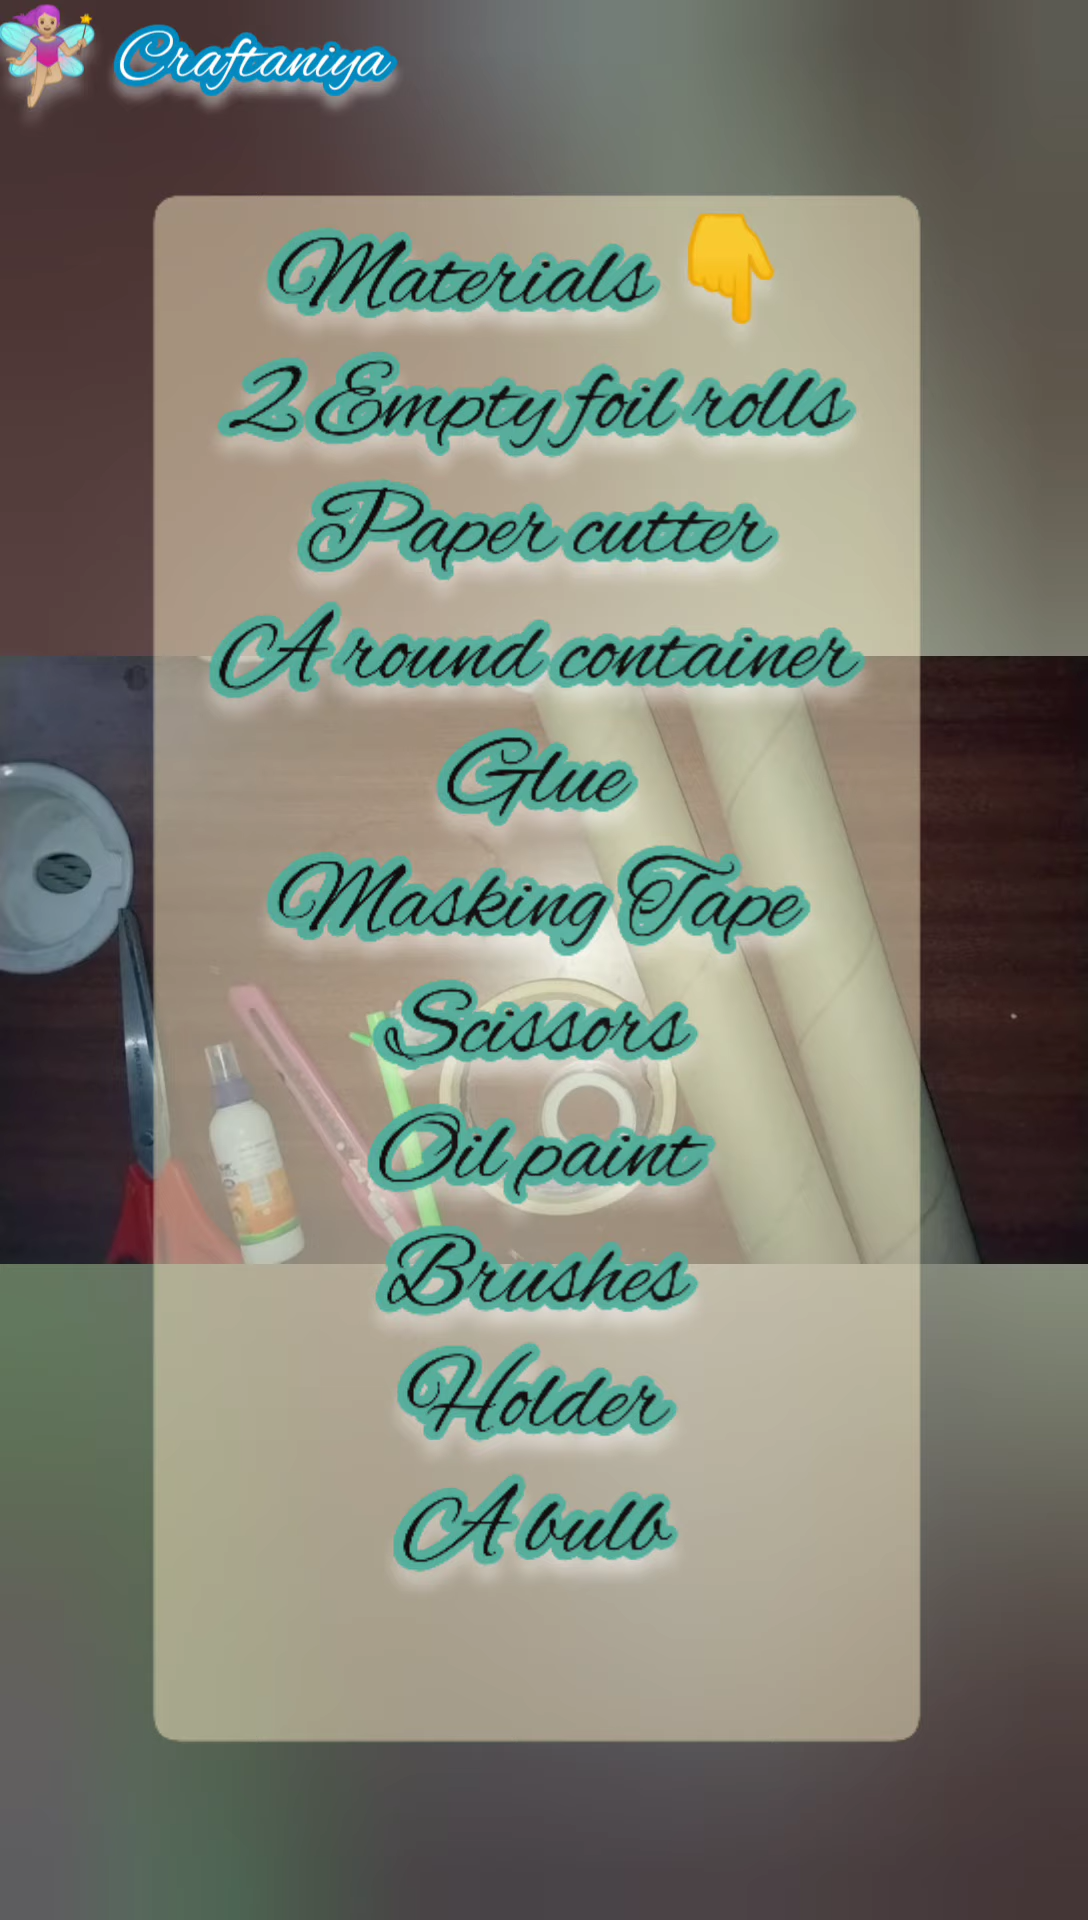 Craftaniya
Materials 👇
2 Empty foil rolls
Paper cutter
A round container
Glue
Masking Tape
Scissors
Oil paint
Brushes
Holder
A bulb